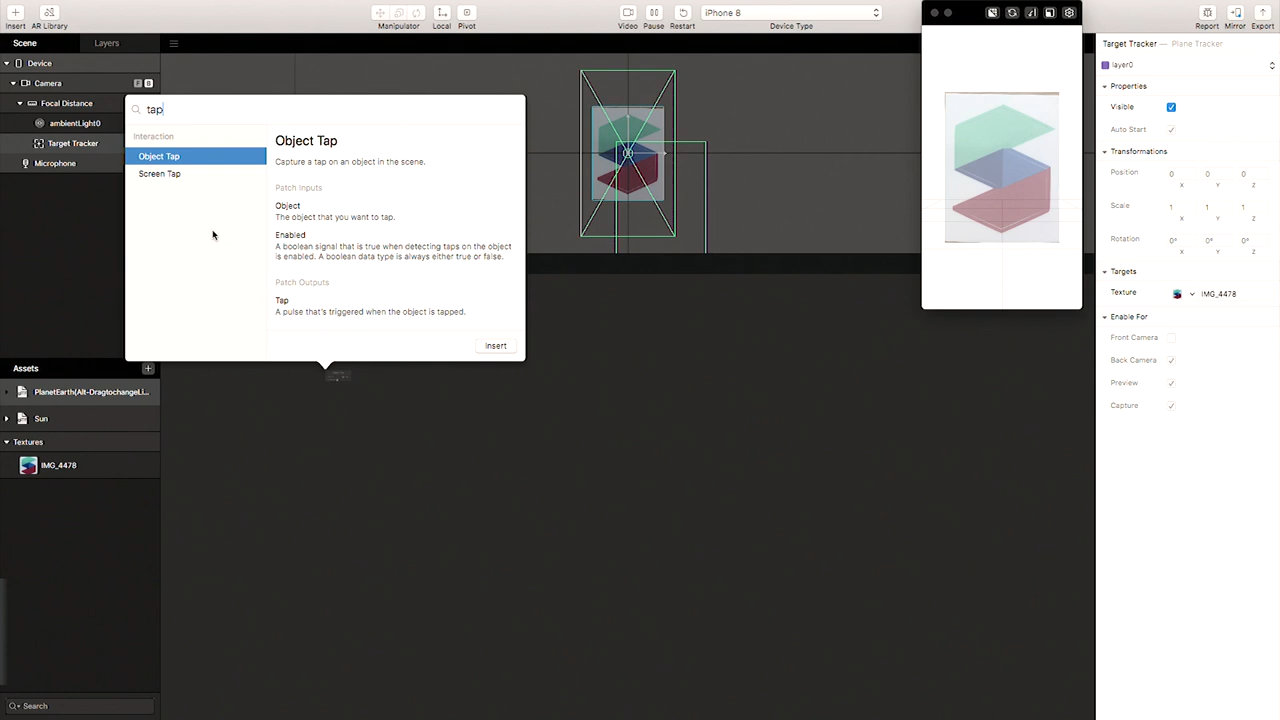 Insert
AR Library
Manipulator
Local
Pivot
Video
Pause
Restart
iPhone 8
Device Type
Report
Mirror
Export
Scene
Layers
Device
Camera
F
B
Focal Distance
ambientLight0
Target Tracker
Microphone
tap
Interaction
Object Tap
Screen Tap
Object Tap
Capture a tap on an object in the scene.
Patch Inputs
Object
The object that you want to tap.
Enabled
A boolean signal that is true when detecting taps on the object
is enabled. A boolean data type is always either true or false.
Patch Outputs
Tap
A pulse that's triggered when the object is tapped.
Insert
Assets
PlanetEarth(Alt-DragtochangeLi...
Sun
Textures
IMG_4478
Search
Target Tracker — Plane Tracker
layer0
Properties
Visible
Auto Start
Transformations
Position
0 0 0
X Y Z
Scale
1 1 1
X Y Z
Rotation
0° 0° 0°
X Y Z
Targets
Texture
IMG_4478
Enable For
Front Camera
Back Camera
Preview
Capture